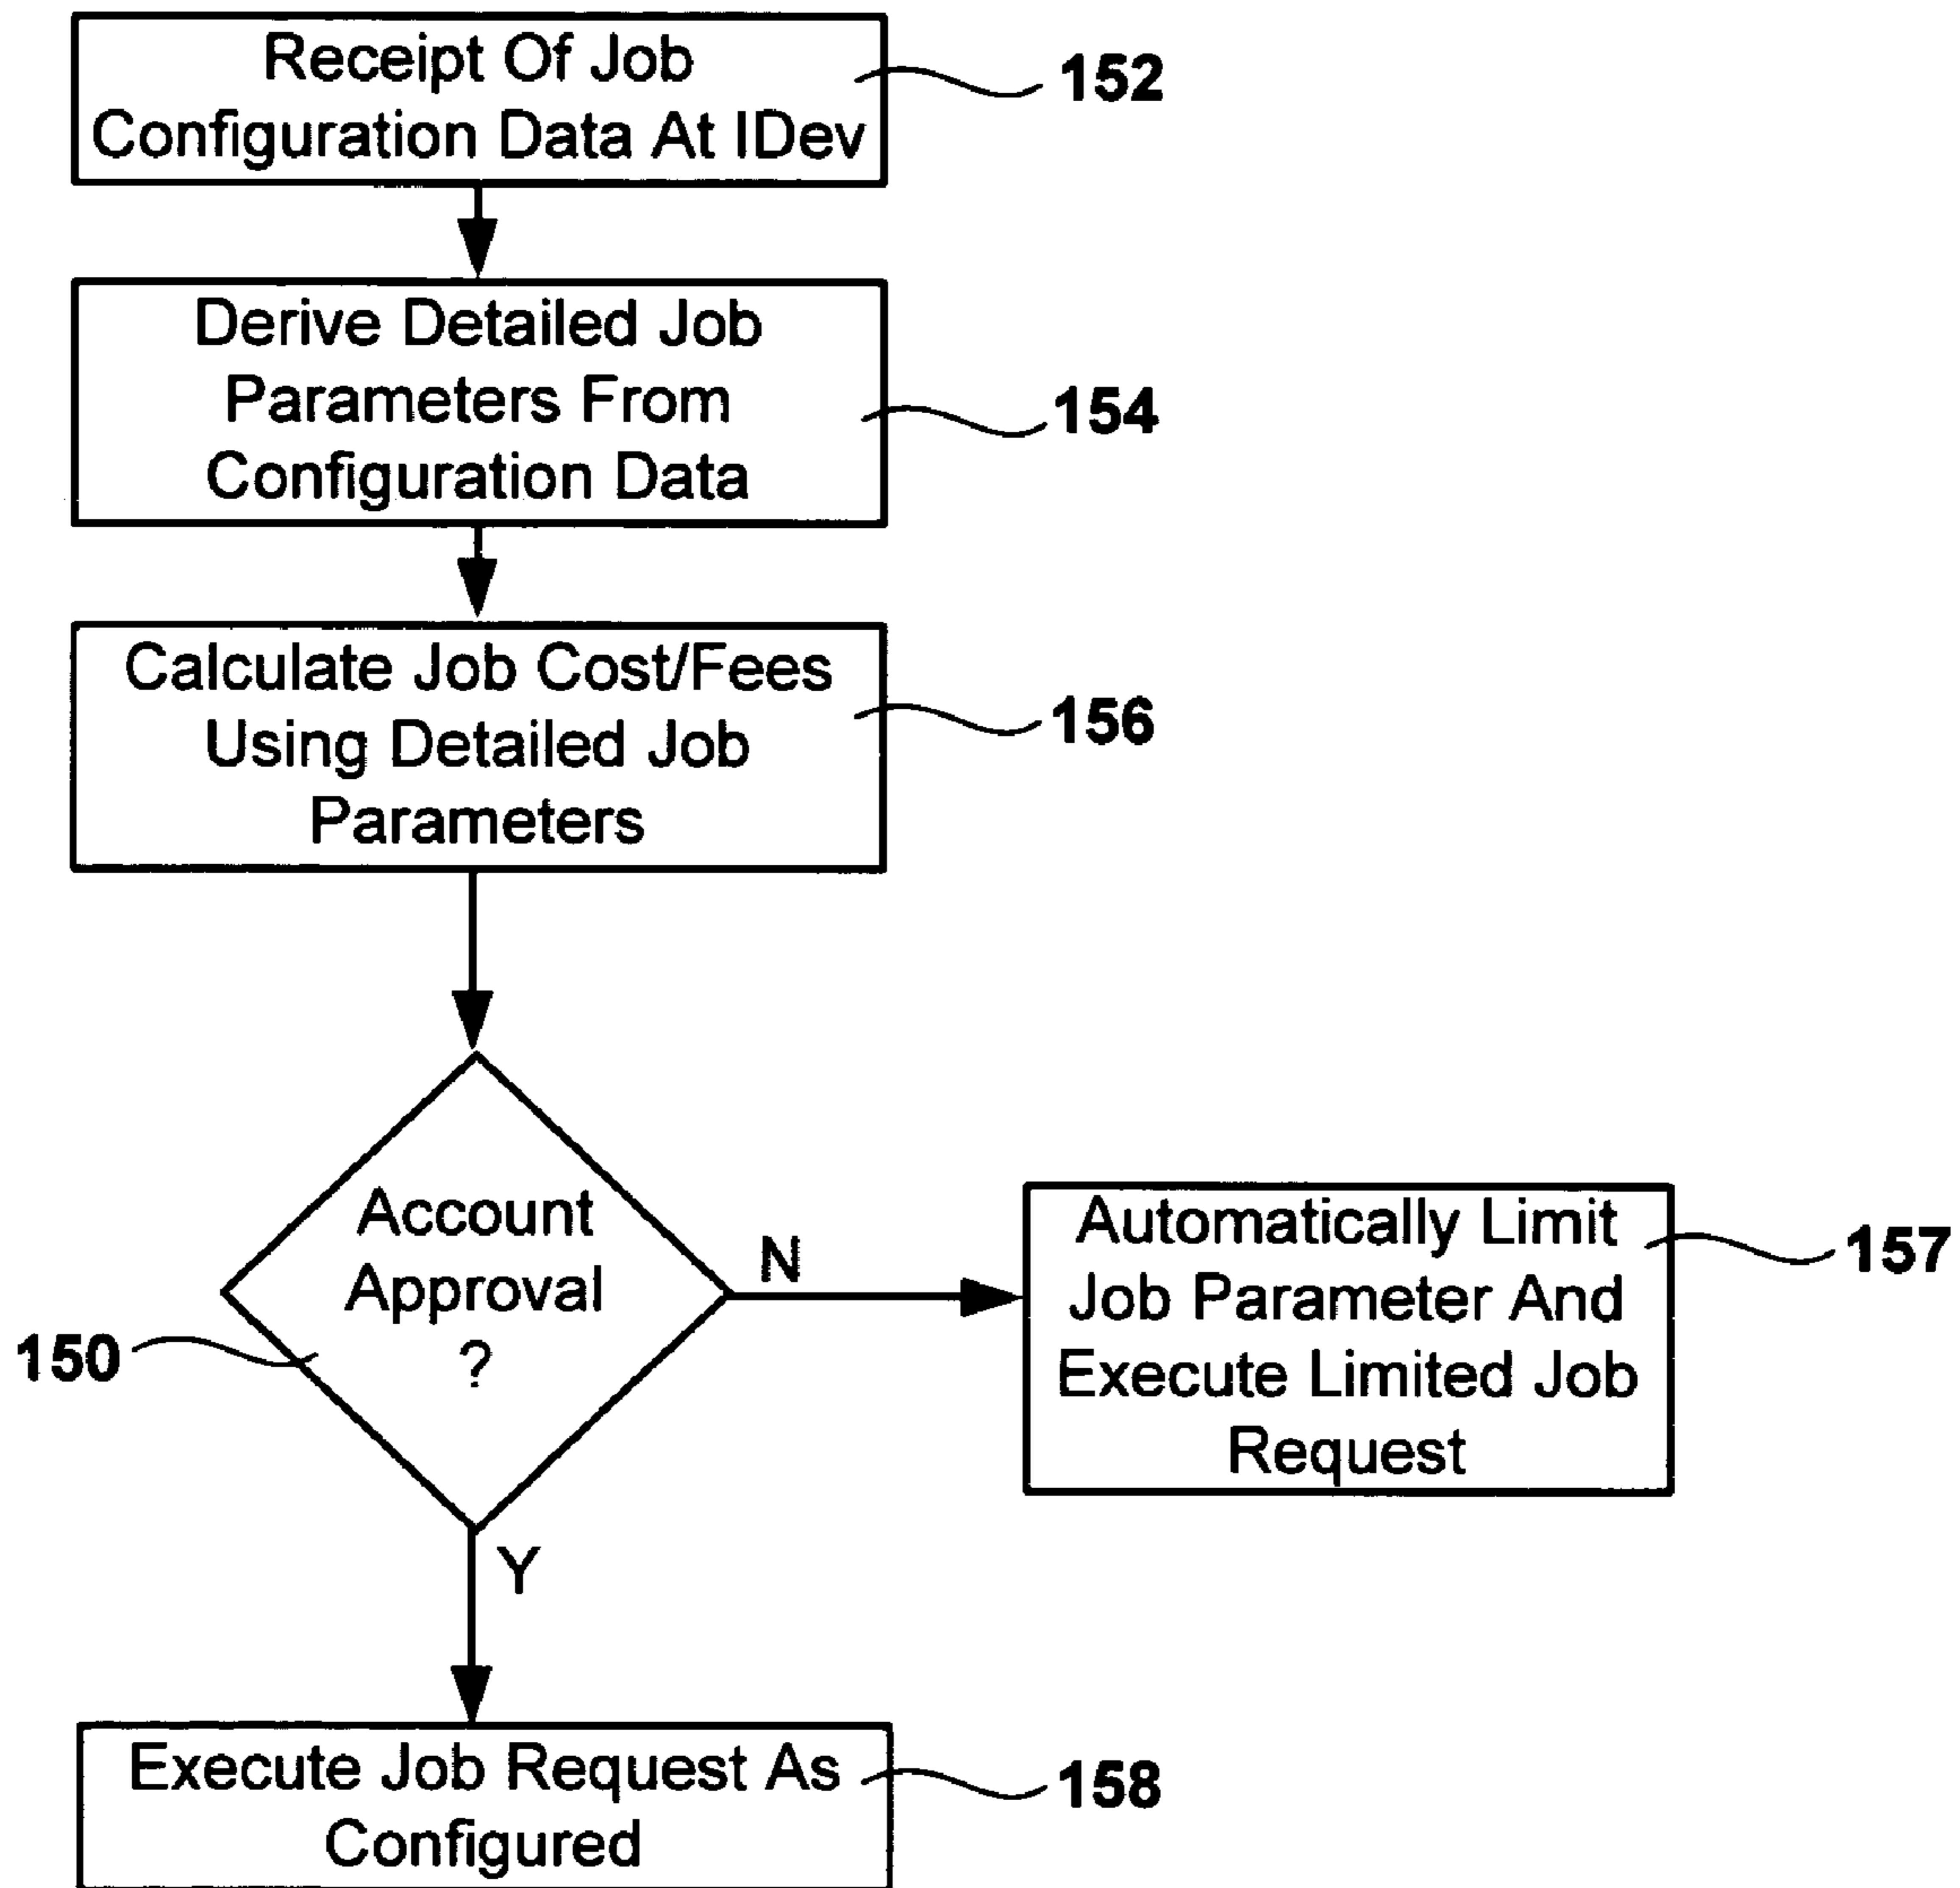 Receipt Of Job
Configuration Data At IDev
152
Derive Detailed Job
Parameters From
Configuration Data
154
Calculate Job Cost/Fees
Using Detailed Job
Parameters
156
Account
Approval
?
150
N
Automatically Limit
Job Parameter And
Execute Limited Job
Request
157
Y
Execute Job Request As
Configured
158